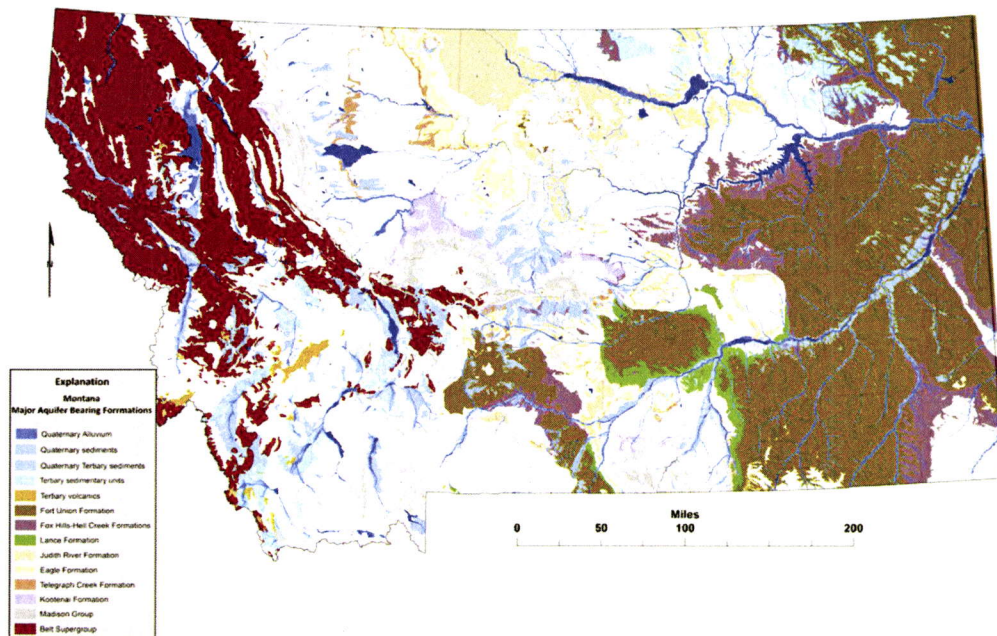 Explanation
Montana
Major Aquifer Bearing Formations
Quaternary Alluvium
Quaternary sediments
Quaternary Tertiary sediments
Tertiary sedimentary units
Tertiary volcanics
Fort Union Formation
Fox Hills-Hell Creek Formations
Lance Formation
Judith River Formation
Eagle Formation
Telegraph Creek Formation
Kootenai Formation
Madison Group
Belt Supergroup
Miles
0 50 100 200